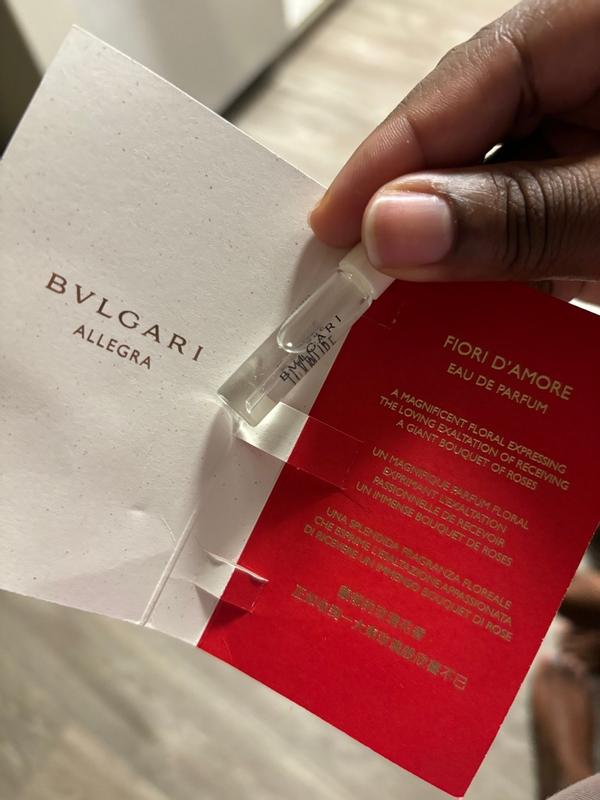 BVLGARI
ALLEGRA
BVLGARI
FIORI D'AMORE
EAU DE PARFUM
A MAGNIFICENT FLORAL EXPRESSING
THE LOVING EXALTATION OF RECEIVING
A GIANT BOUQUET OF ROSES
UN MAGNIFIQUE PARFUM FLORAL
EXPRIMANT L'EXALTATION
PASSIONNELLE DE RECEVOIR
UN IMMENSE BOUQUET DE ROSES
UNA SPLENDIDA FRAGRANZA FLOREALE
CHE ESPRIME L'ESALTAZIONE APPASSIONATA
DI RICEVERE UN IMMENSO BOUQUET DI ROSE